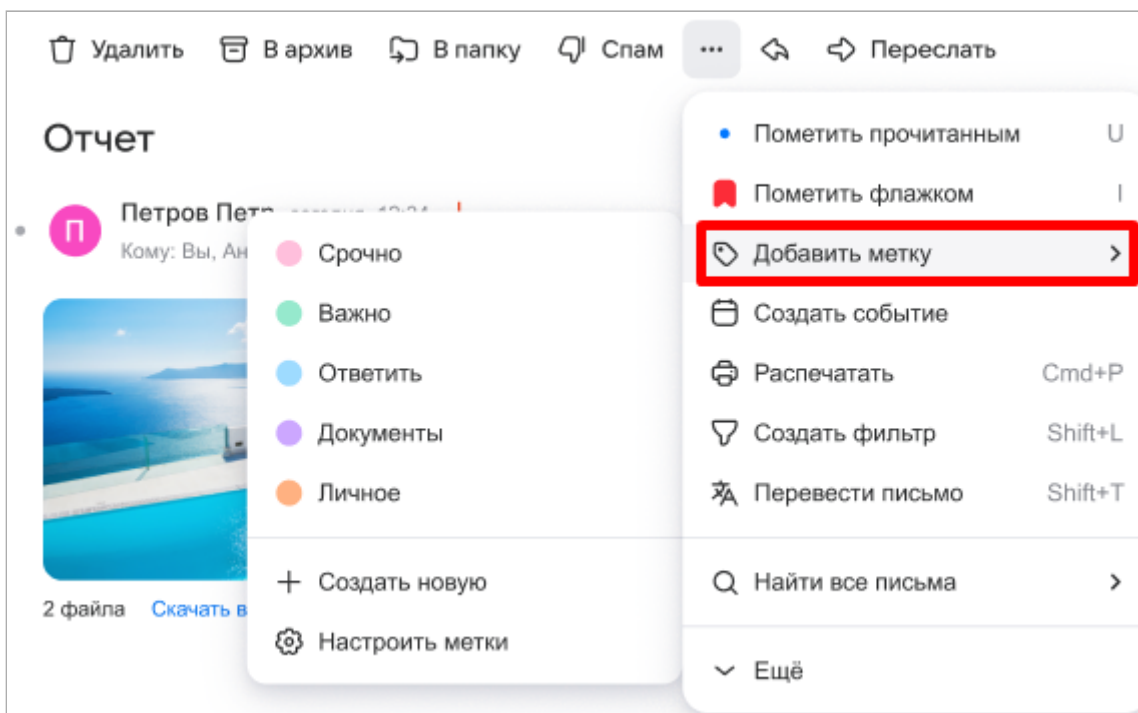 Удалить В архив В папку Спам ... Переслать
Отчет
Петров Петр
Кому: Вы, Ан
2 файла Скачать в
Срочно
Важно
Ответить
Документы
Личное
Создать новую
Настроить метки
Пометить прочитанным U
Пометить флажком I
Добавить метку
Создать событие
Распечатать Cmd+P
Создать фильтр Shift+L
Перевести письмо Shift+T
Найти все письма
Ещё